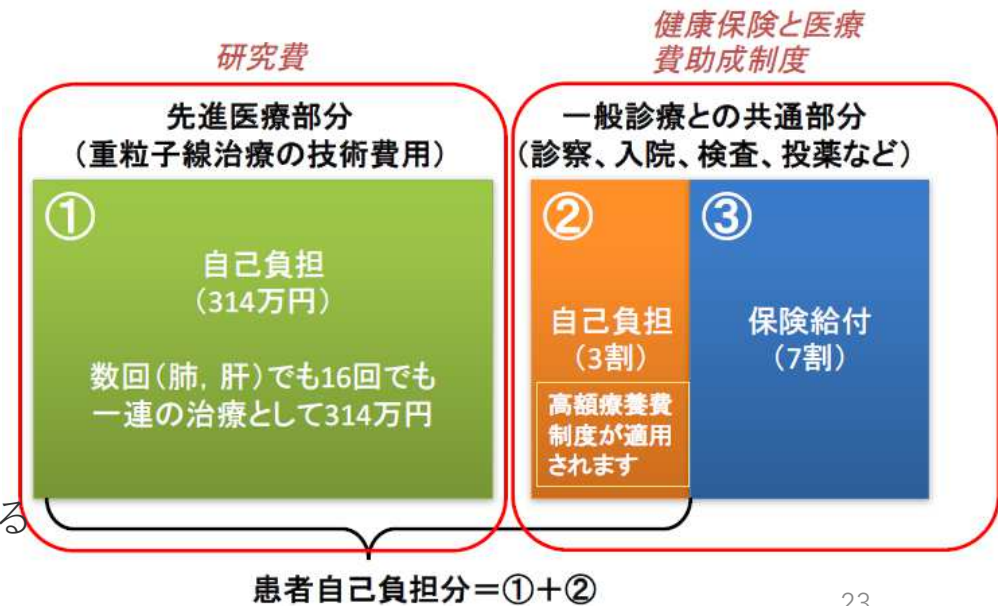 研究費
健康保険と医療
費助成制度
先進医療部分
（重粒子線治療の技術費用）
一般診療との共通部分
（診察、入院、検査、投薬など）
①
自己負担
（314万円）
数回（肺，肝）でも16回でも
一連の治療として314万円
②
自己負担
（3割）
高額療養費
制度が適用
されます
③
保険給付
（7割）
る
患者自己負担分＝①＋②
23